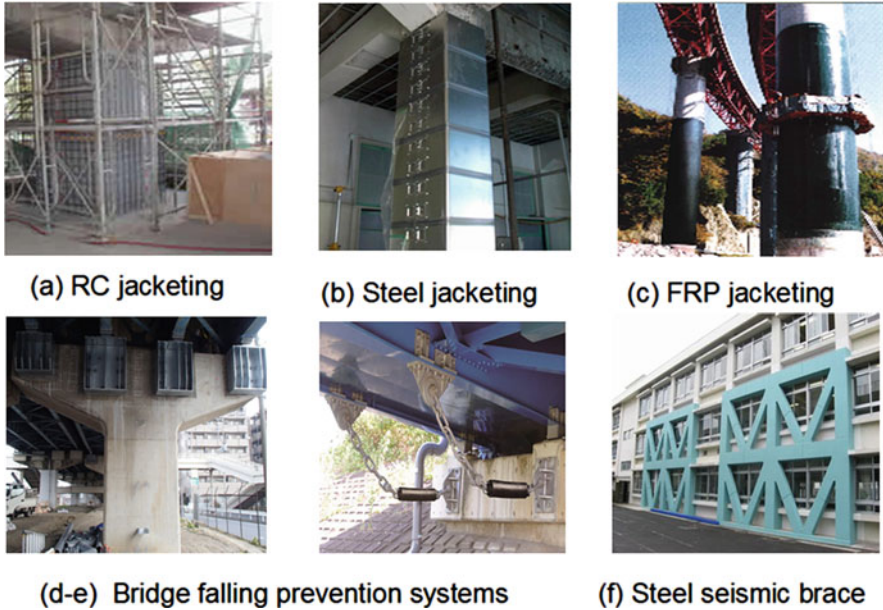 (a) RC jacketing
(b) Steel jacketing
(c) FRP jacketing
(d-e) Bridge falling prevention systems
(f) Steel seismic brace